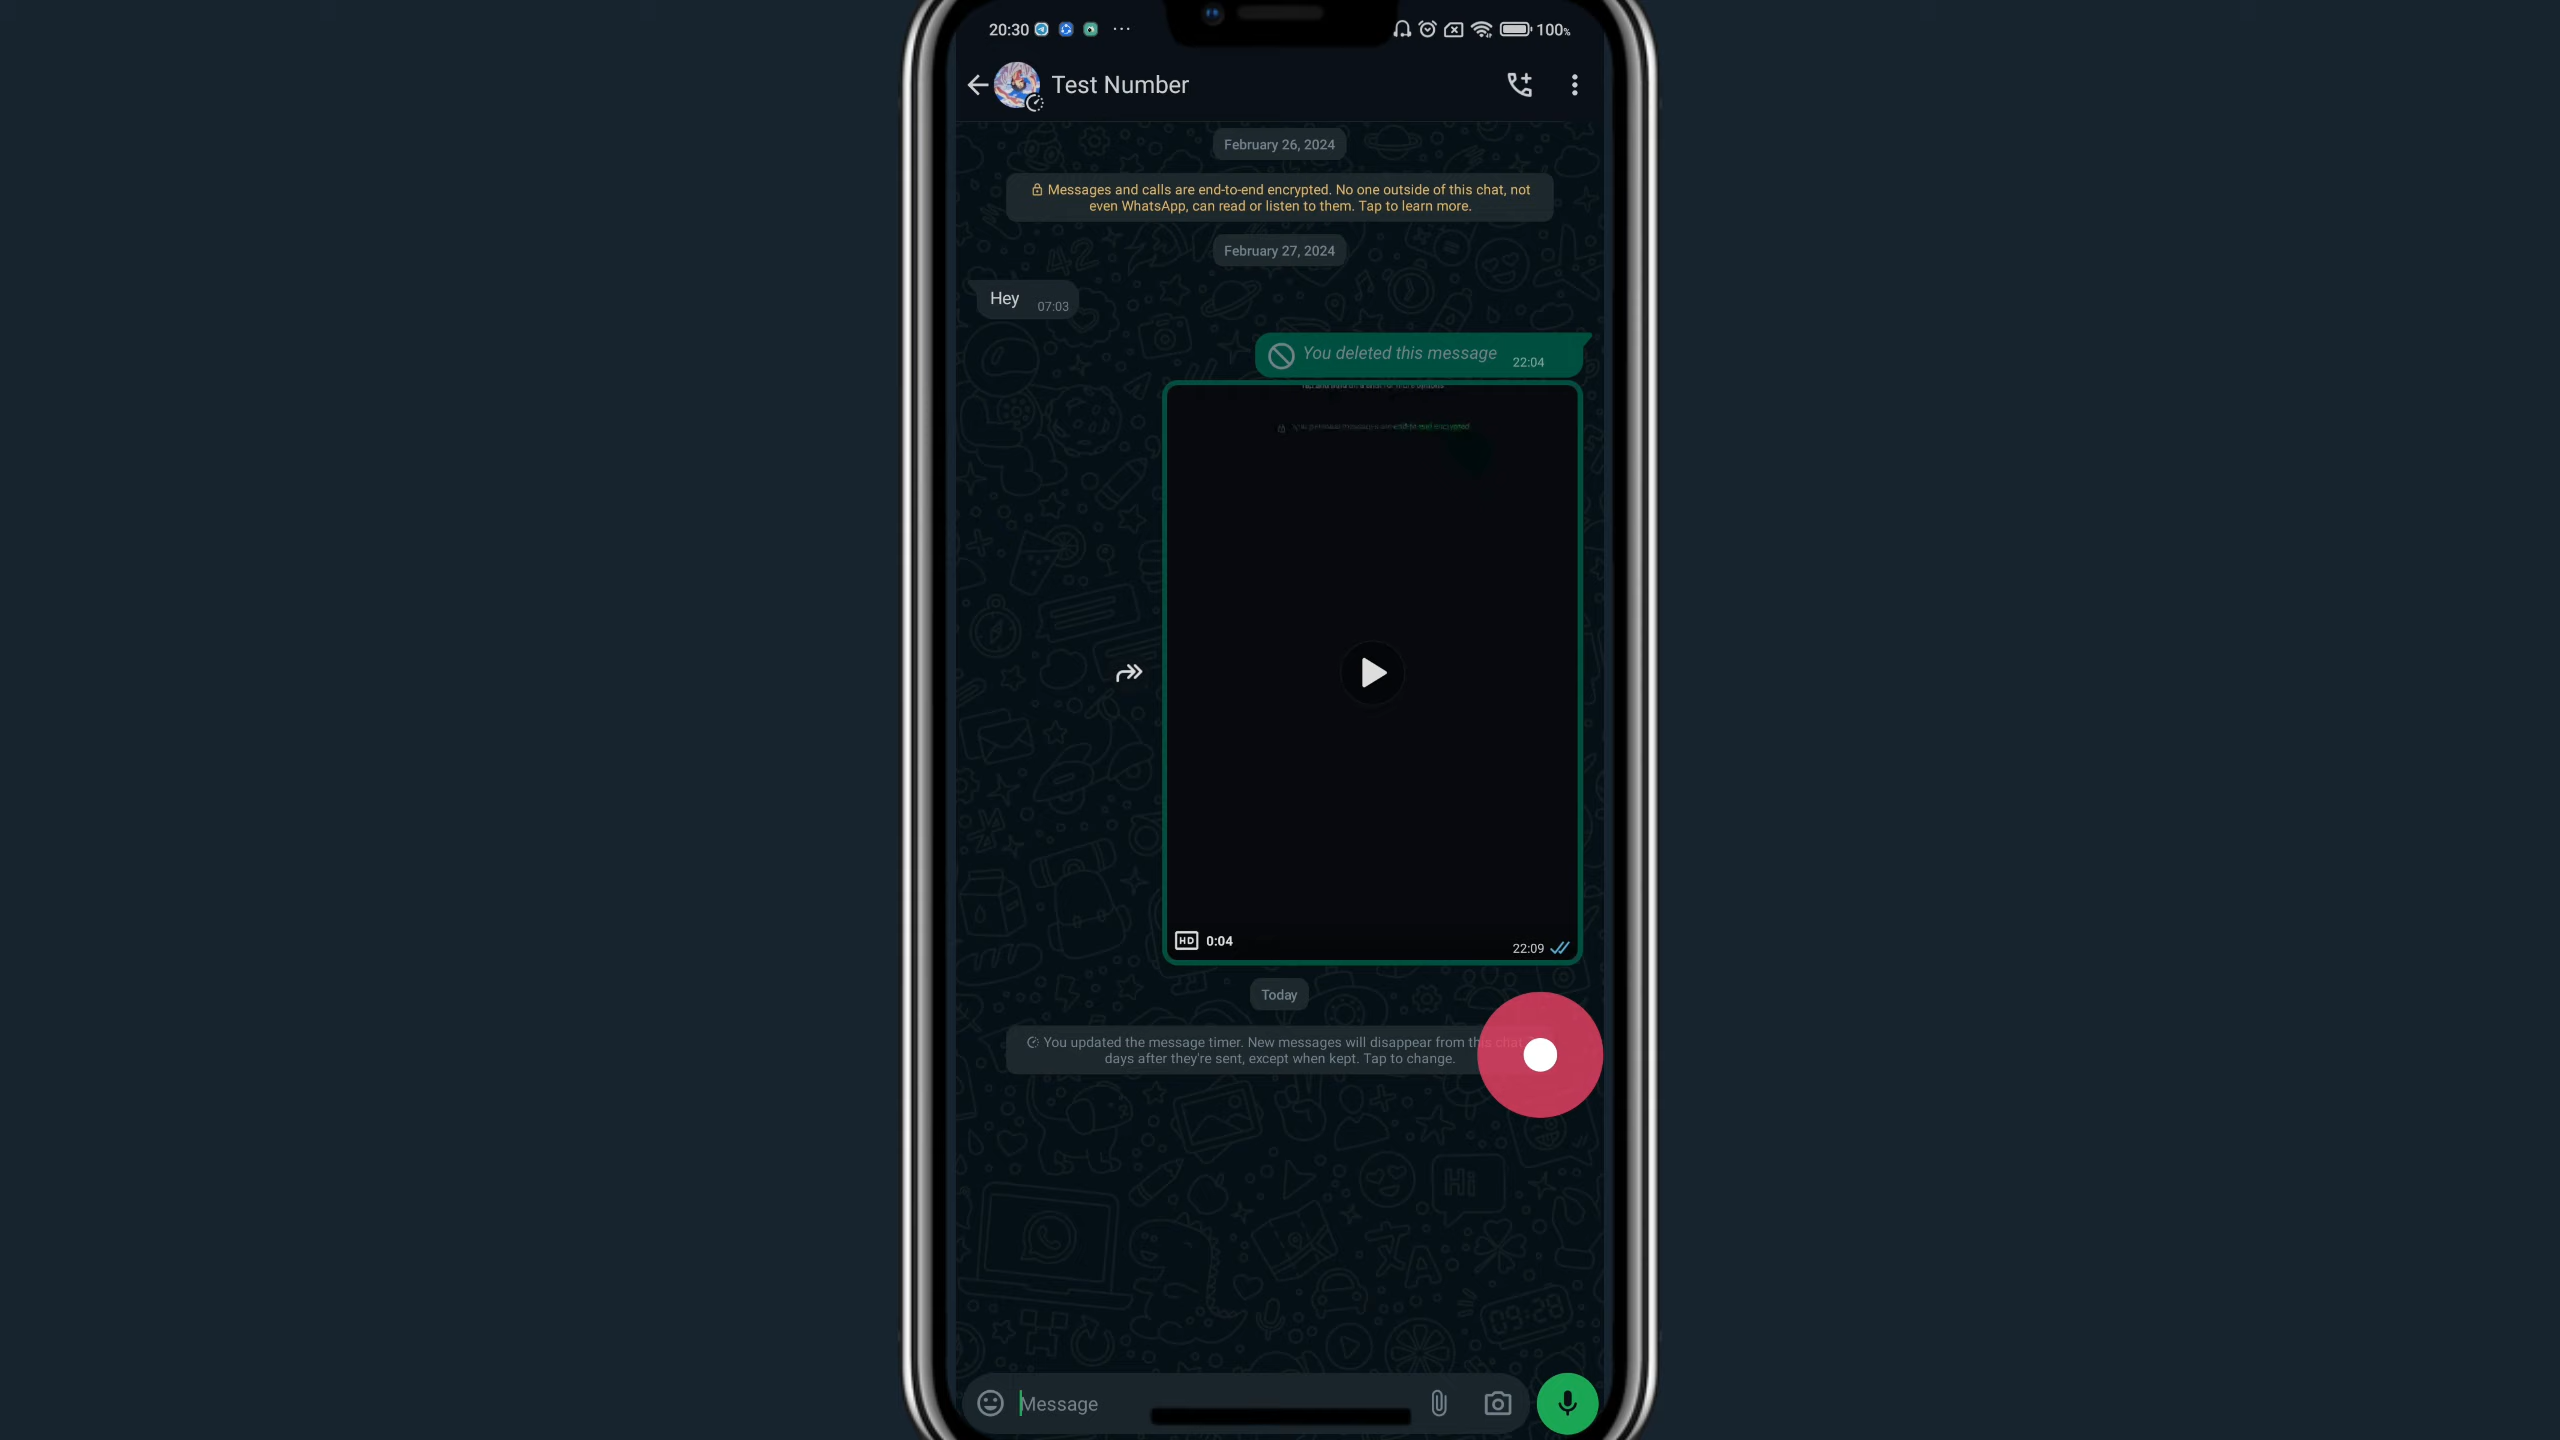 20:30 ... 100%
Test Number
February 26, 2024
Messages and calls are end-to-end encrypted. No one outside of this chat, not
even WhatsApp, can read or listen to them. Tap to learn more.
February 27, 2024
Hey 07:03
You deleted this message 22:04
HD 0:04 22:09
Today
You updated the message timer. New messages will disappear from this chat
days after they're sent, except when kept. Tap to change.
Message